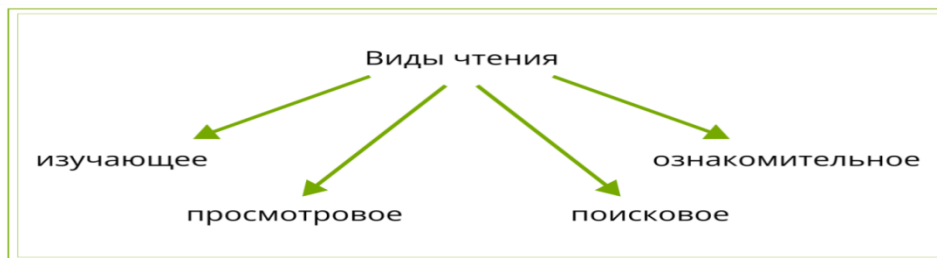 Виды чтения
изучающее
ознакомительное
просмотровое
поисковое